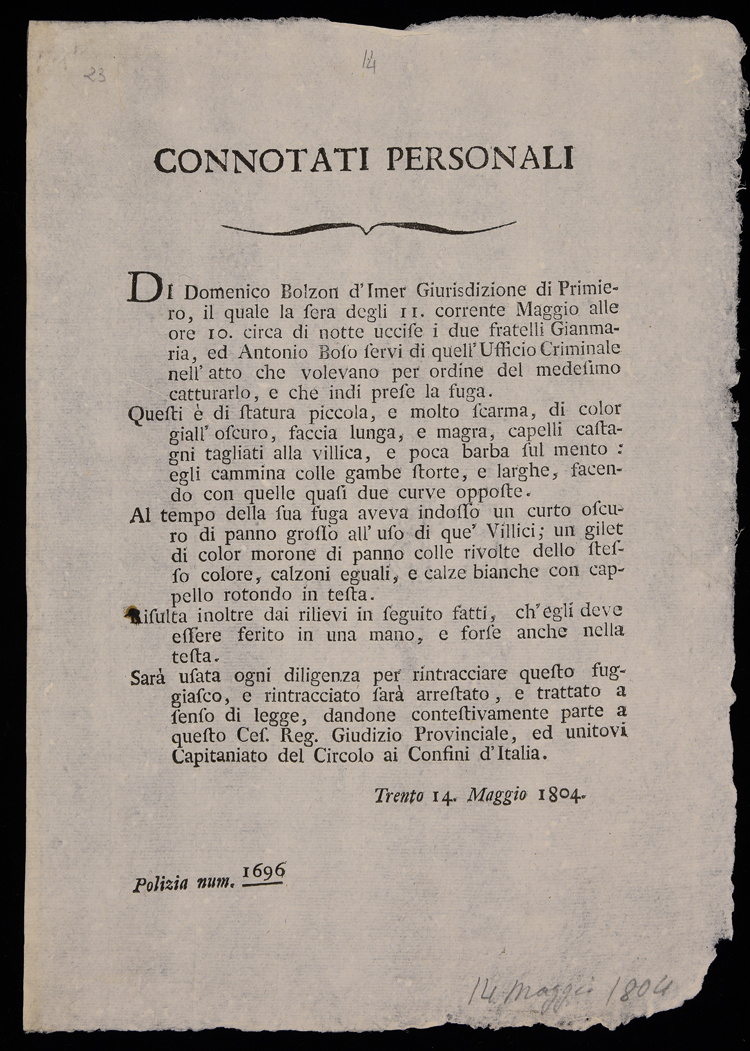 23
14
CONNOTATI PERSONALI
DI Domenico Bolzon d'Imer Giurisdizione di Primie-
ro, il quale la ſera degli 11. corrente Maggio alle
ore 10. circa di notte ucciſe i due fratelli Gianma-
ria, ed Antonio Boſo ſervi di quell'Ufficio Criminale
nell'atto che volevano per ordine del medeſimo
catturarlo, e che indi preſe la fuga.
Queſti è di ſtatura piccola, e molto ſcarma, di color
giall'oſcuro, faccia lunga, e magra, capelli caſta-
gni tagliati alla villica, e poca barba ſul mento:
egli cammina colle gambe ſtorte, e larghe, facen-
do con quelle quaſi due curve oppoſte.
Al tempo della ſua fuga aveva indoſſo un curto oſcu-
ro di panno groſſo all'uſo di que' Villici; un gilet
di color morone di panno colle rivolte dello ſteſ-
ſo colore, calzoni eguali, e calze bianche con cap-
pello rotondo in teſta.
Riſulta inoltre dai rilievi in ſeguito fatti, ch'egli deve
eſſere ferito in una mano, e forſe anche nella
teſta.
Sarà uſata ogni diligenza per rintracciare queſto fug-
giaſco, e rintracciato ſarà arreſtato, e trattato a
ſenſo di legge, dandone conteſtivamente parte a
queſto Ceſ. Reg. Giudizio Provinciale, ed unitovi
Capitaniato del Circolo ai Confini d'Italia.
Trento 14. Maggio 1804.
Polizia num. 1696
14 Maggio 1804